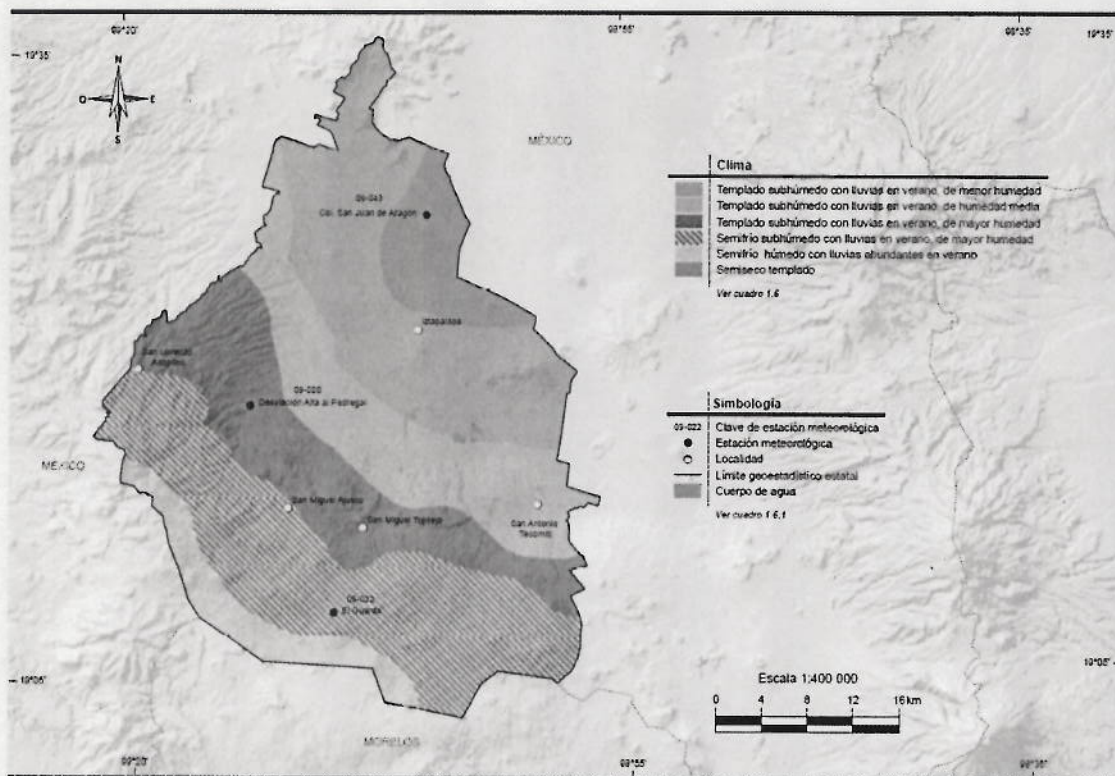 99°20'
98°55'
98°35'
19°35'
19°35'
N
O E
S
MÉXICO
09-043
Col. San Juan de Aragón
Iztapalapa
San Lorenzo
Acopilco
09-020
Desviación Alta al Pedregal
MÉXICO
San Miguel Ajusco
San Miguel Topilejo
San Antonio
Tecomitl
09-022
El Guarda
MORELOS
Clima
Templado subhúmedo con lluvias en verano, de menor humedad
Templado subhúmedo con lluvias en verano, de humedad media
Templado subhúmedo con lluvias en verano, de mayor humedad
Semifrío subhúmedo con lluvias en verano, de mayor humedad
Semifrío húmedo con lluvias abundantes en verano
Semiseco templado
Ver cuadro 1.6
Simbología
09-022 Clave de estación meteorológica
Estación meteorológica
Localidad
Límite geoestadístico estatal
Cuerpo de agua
Ver cuadro 1.6.1
Escala 1:400 000
0 4 8 12 16 km
19°05'
19°05'
98°55'